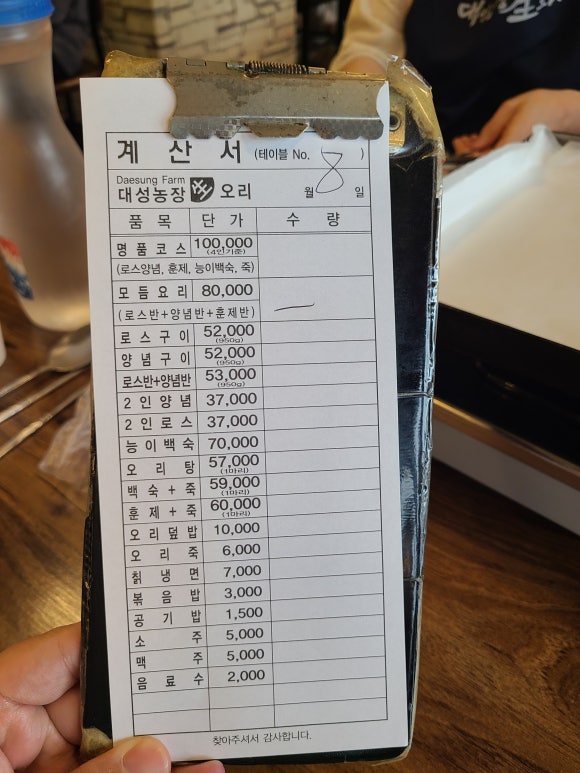 계 산 서 (테이블 No. 8 )
Daesung Farm
대성농장 오리 월 일
품 목 단 가 수 량
명품코스 100,000
(4인기준)
(로스양념, 훈제, 능이백숙, 죽)
모듬요리 80,000
(로스반+양념반+훈제반) 一
로스구이 52,000
(950g)
양념구이 52,000
(950g)
로스반+양념반 53,000
(950g)
2인양념 37,000
2인로스 37,000
능이백숙 70,000
오 리 탕 57,000
(1마리)
백숙+죽 59,000
(1마리)
훈제+죽 60,000
(1마리)
오리덮밥 10,000
오 리 죽 6,000
칡 냉 면 7,000
볶 음 밥 3,000
공 기 밥 1,500
소 주 5,000
맥 주 5,000
음 료 수 2,000
찾아주셔서 감사합니다.